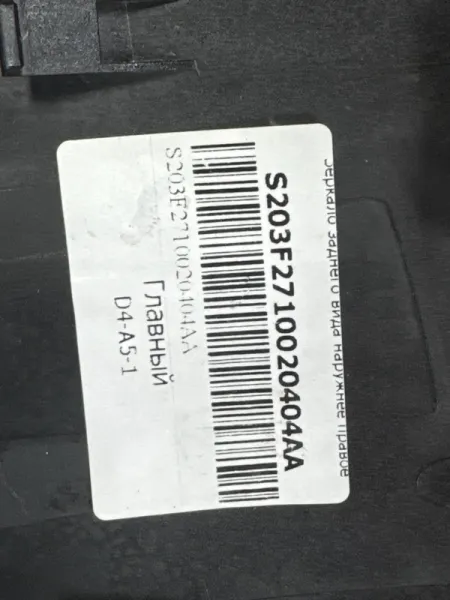 Зеркало заднего вида наружнее правое
S203F2710020404AA
S203F2710020404AA
Главный
D4-A5-1